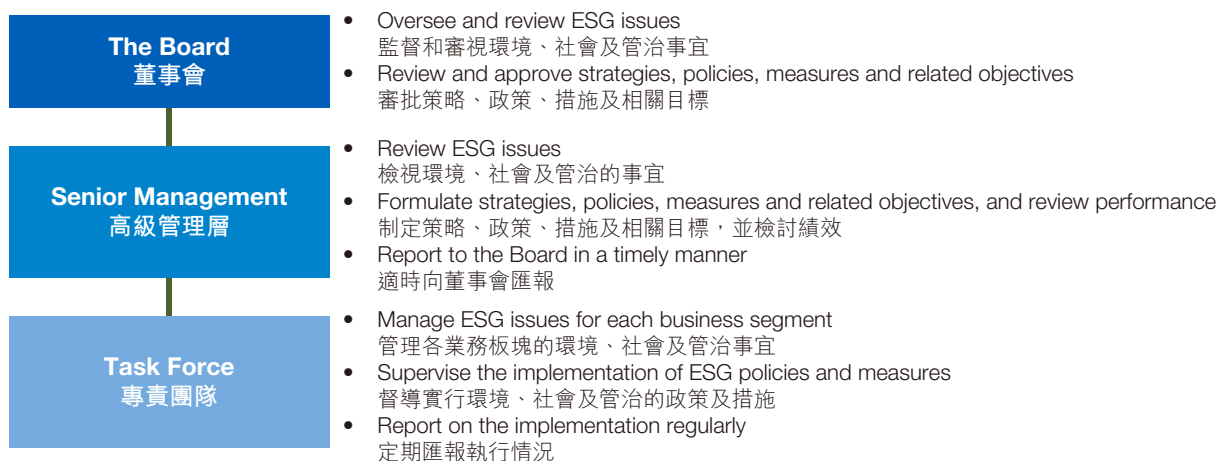 The Board
董事會
• Oversee and review ESG issues
監督和審視環境、社會及管治事宜
• Review and approve strategies, policies, measures and related objectives
審批策略、政策、措施及相關目標
Senior Management
高級管理層
• Review ESG issues
檢視環境、社會及管治的事宜
• Formulate strategies, policies, measures and related objectives, and review performance
制定策略、政策、措施及相關目標，並檢討績效
• Report to the Board in a timely manner
適時向董事會匯報
Task Force
專責團隊
• Manage ESG issues for each business segment
管理各業務板塊的環境、社會及管治事宜
• Supervise the implementation of ESG policies and measures
督導實行環境、社會及管治的政策及措施
• Report on the implementation regularly
定期匯報執行情況